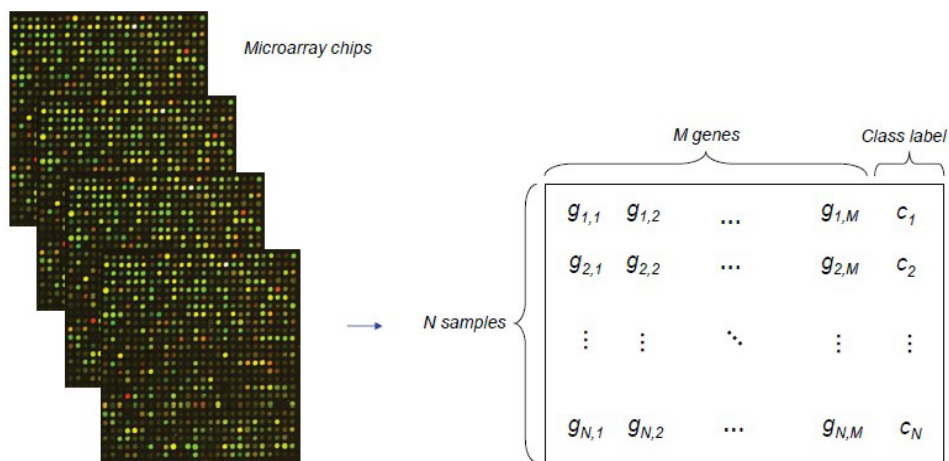 Microarray chips
M genes
Class label
g1,1 g1,2 ... g1,M c1
g2,1 g2,2 ... g2,M c2
N samples
⋮ ⋮ ⋱ ⋮ ⋮
gN,1 gN,2 ... gN,M cN